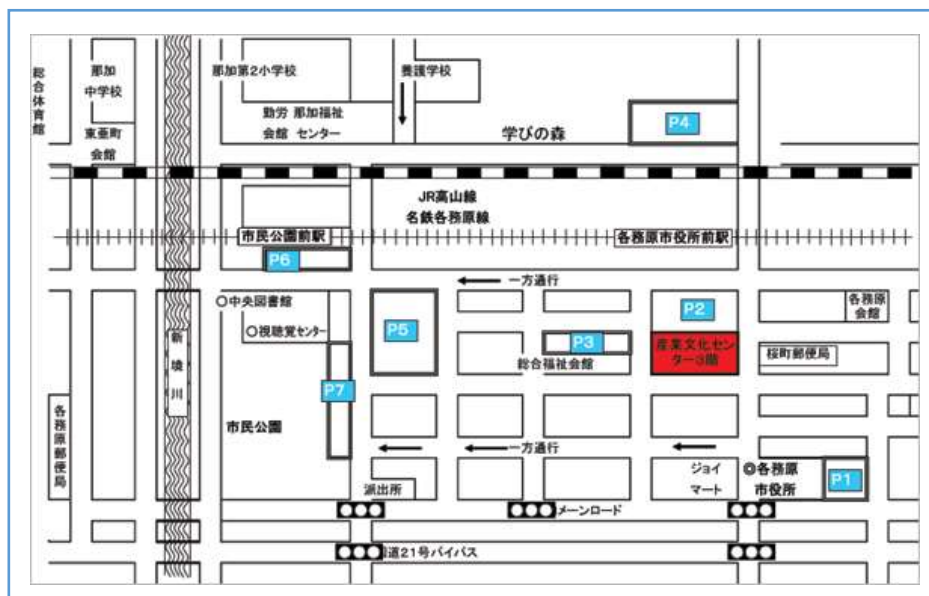 総合体育館
那加
中学校
那加第2小学校
養護学校
勤労 那加福祉
会館 センター
東亜町
会館
学びの森
P4
JR高山線
名鉄各務原線
市民公園前駅
各務原市役所前駅
P6
一方通行
中央図書館
視聴覚センター
P5
P2
各務原
会館
P3
産業文化セン
ター3階
総合福祉会館
桜町郵便局
新境川
P7
各務原郵便局
市民公園
一方通行
派出所
ジョイ
マート
◎各務原
市役所
P1
メーンロード
道21号バイパス